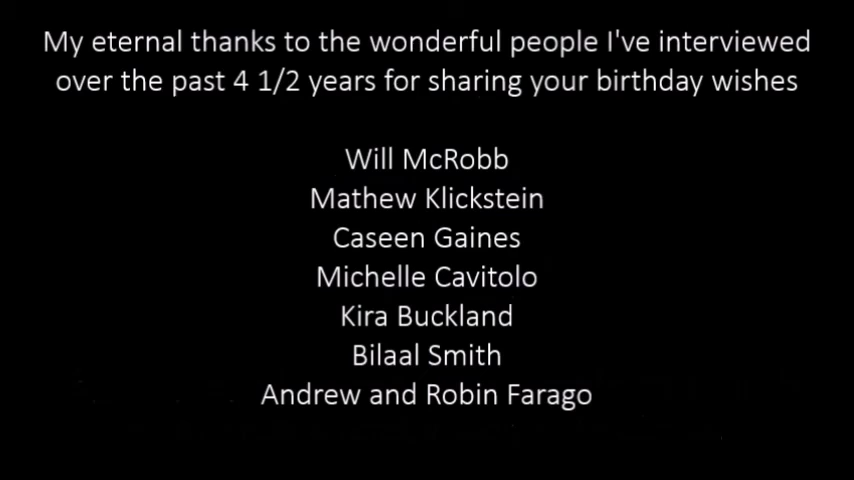 My eternal thanks to the wonderful people I've interviewed
over the past 4 1/2 years for sharing your birthday wishes
Will McRobb
Mathew Klickstein
Caseen Gaines
Michelle Cavitolo
Kira Buckland
Bilaal Smith
Andrew and Robin Farago